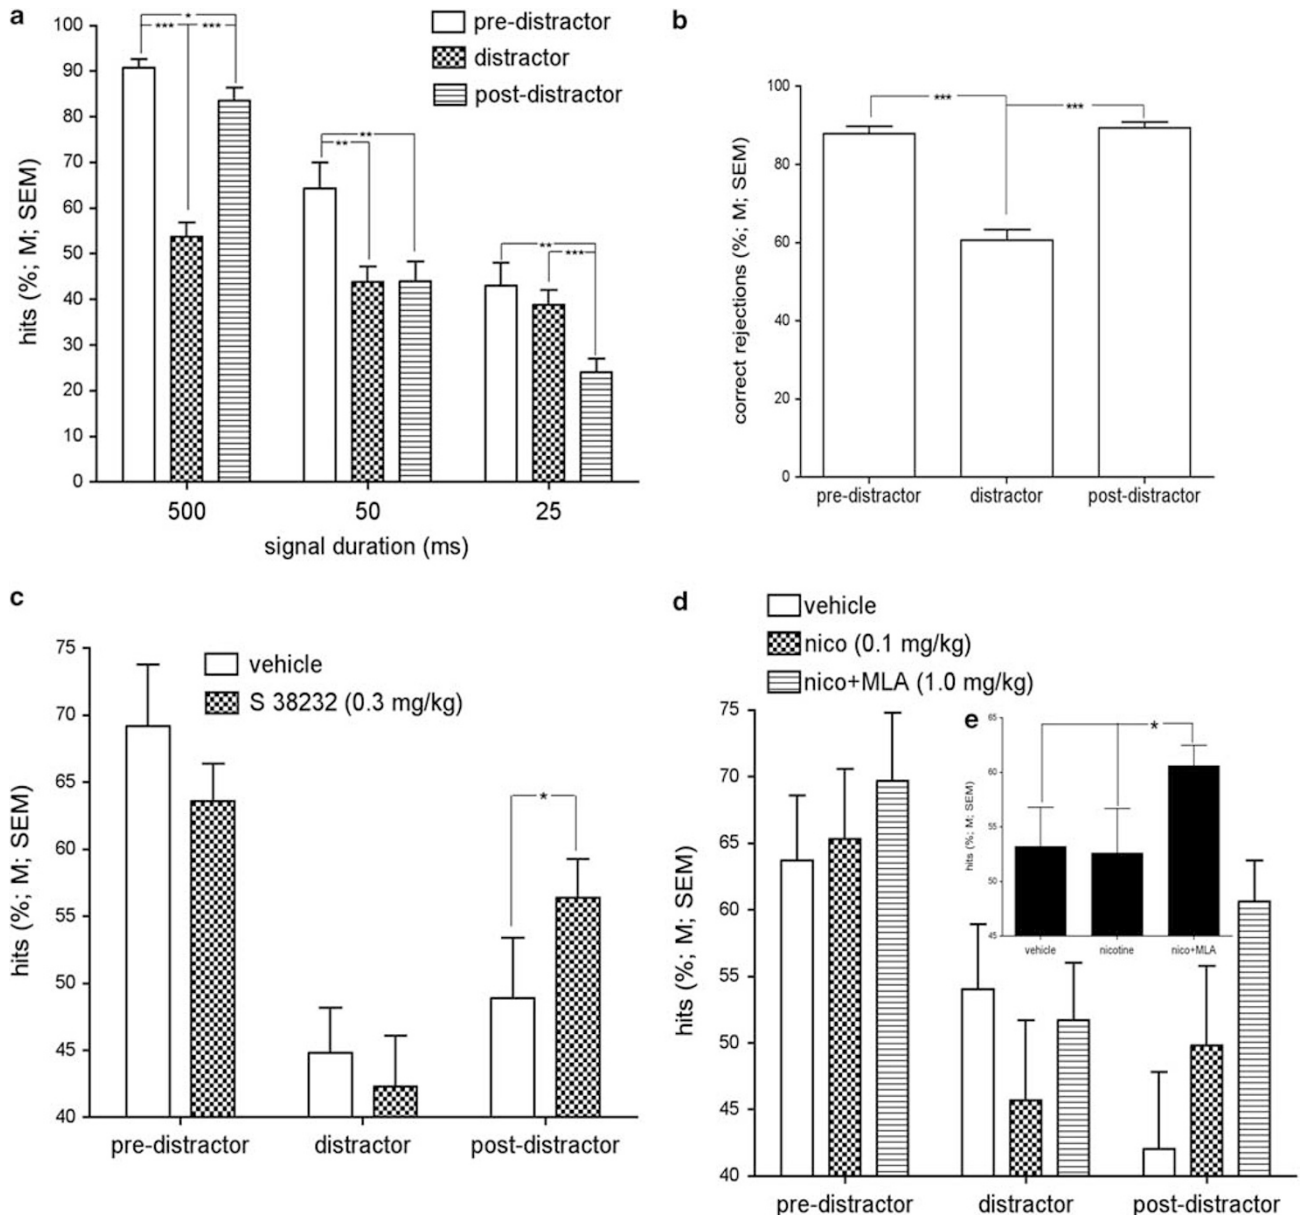 a
pre-distractor
distractor
post-distractor
* 
*** ***
100
90
80
70
60
50
40
30
20
10
0
hits (%; M; SEM)
**
**
**
***
500 50 25
signal duration (ms)
b
100
80
60
40
20
0
correct rejections (%; M; SEM)
***
***
pre-distractor distractor post-distractor
c
vehicle
S 38232 (0.3 mg/kg)
75
70
65
60
55
50
45
40
hits (%; M; SEM)
*
pre-distractor distractor post-distractor
d
vehicle
nico (0.1 mg/kg)
nico+MLA (1.0 mg/kg)
75
70
65
60
55
50
45
40
hits (%; M; SEM)
pre-distractor distractor post-distractor
e
65
60
55
50
45
hits (%; M; SEM)
*
vehicle nicotine nico+MLA